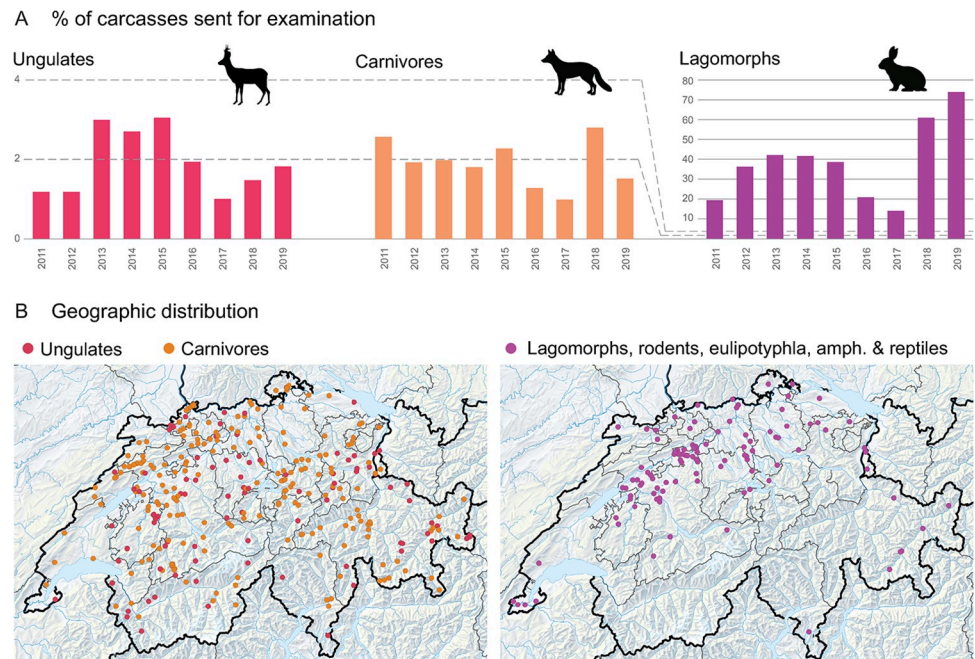 A % of carcasses sent for examination
Ungulates
Carnivores
Lagomorphs
4
2
0
2011 2012 2013 2014 2015 2016 2017 2018 2019
2011 2012 2013 2014 2015 2016 2017 2018 2019
80
70
60
50
40
30
20
10
2011 2012 2013 2014 2015 2016 2017 2018 2019
B Geographic distribution
Ungulates Carnivores
Lagomorphs, rodents, eulipotyphla, amph. & reptiles